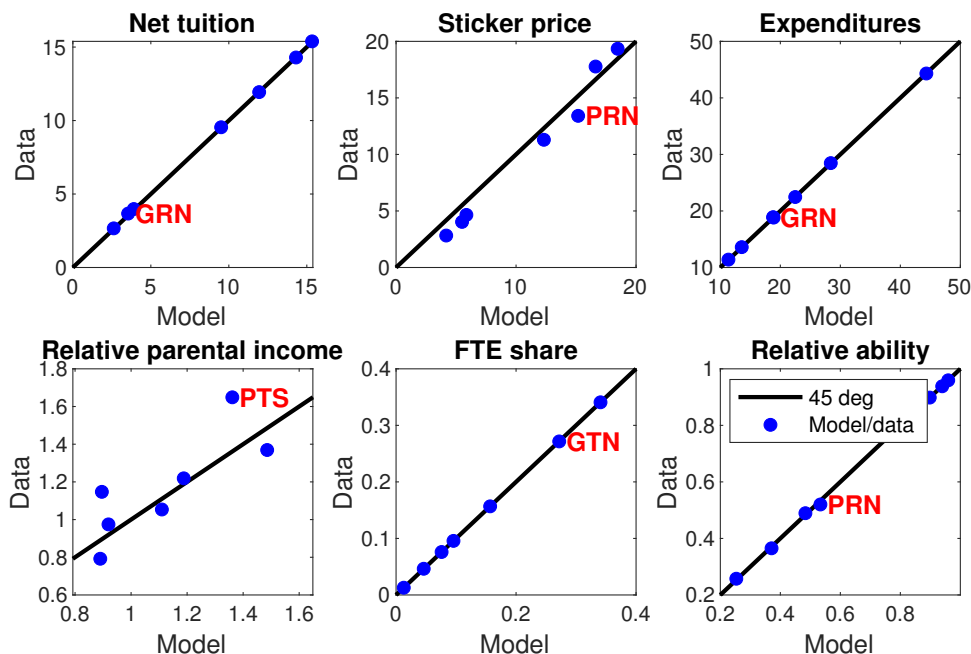 Net tuition
15
10
5
0
0
5
10
15
Data
Model
GRN
Sticker price
20
15
10
5
0
0
10
20
Data
Model
PRN
Expenditures
50
40
30
20
10
10
20
30
40
50
Data
Model
GRN
Relative parental income
1.6
1.4
1.2
1
0.8
0.6
0.8
1
1.2
1.4
1.6
Data
Model
PTS
FTE share
0.4
0.3
0.2
0.1
0
0
0.2
0.4
Data
Model
GTN
Relative ability
1
0.8
0.6
0.4
0.2
0.2
0.4
0.6
0.8
Data
Model
45 deg
Model/data
PRN